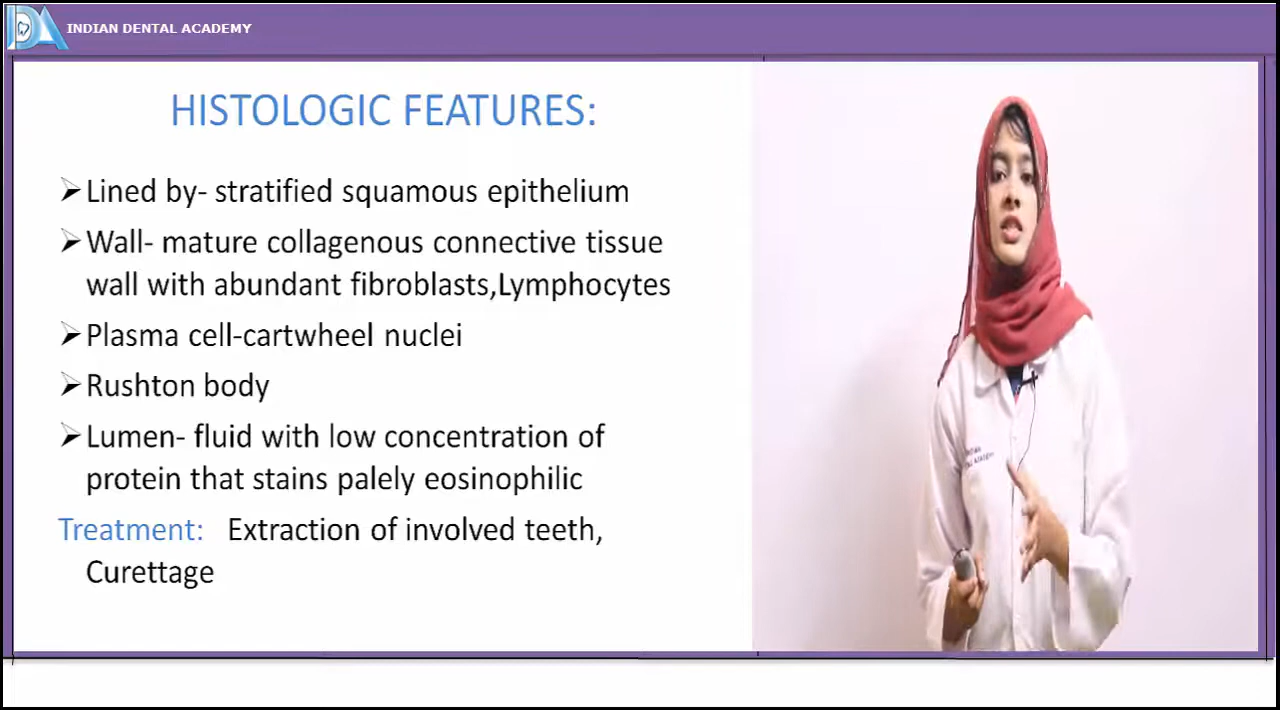 INDIAN DENTAL ACADEMY
HISTOLOGIC FEATURES:
➢Lined by- stratified squamous epithelium
➢Wall- mature collagenous connective tissue
wall with abundant fibroblasts,Lymphocytes
➢Plasma cell-cartwheel nuclei
➢Rushton body
➢Lumen- fluid with low concentration of
protein that stains palely eosinophilic
Treatment: Extraction of involved teeth,
Curettage